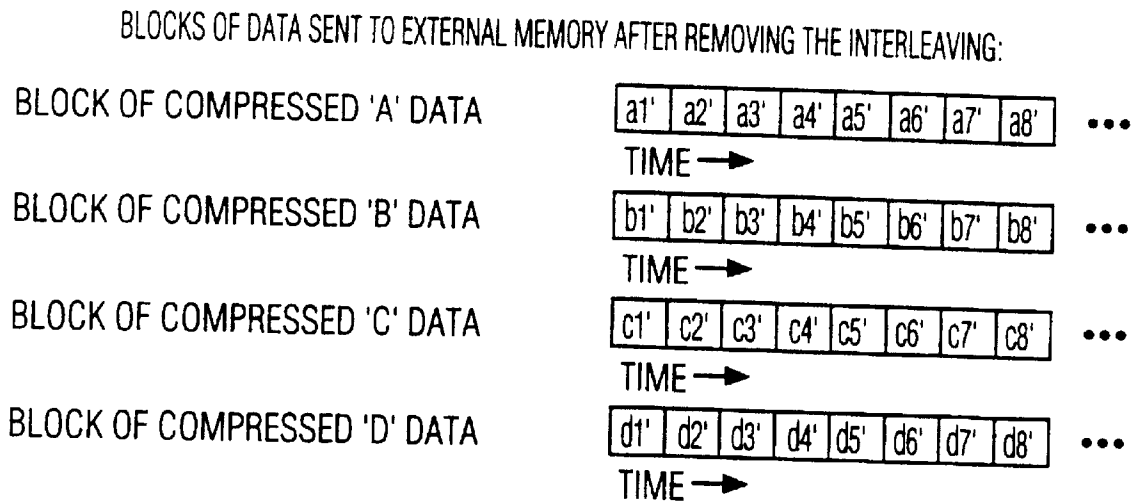 BLOCKS OF DATA SENT TO EXTERNAL MEMORY AFTER REMOVING THE INTERLEAVING:
BLOCK OF COMPRESSED 'A' DATA a1' a2' a3' a4' a5' a6' a7' a8' •••
TIME →
BLOCK OF COMPRESSED 'B' DATA b1' b2' b3' b4' b5' b6' b7' b8' •••
TIME →
BLOCK OF COMPRESSED 'C' DATA c1' c2' c3' c4' c5' c6' c7' c8' •••
TIME →
BLOCK OF COMPRESSED 'D' DATA d1' d2' d3' d4' d5' d6' d7' d8' •••
TIME →